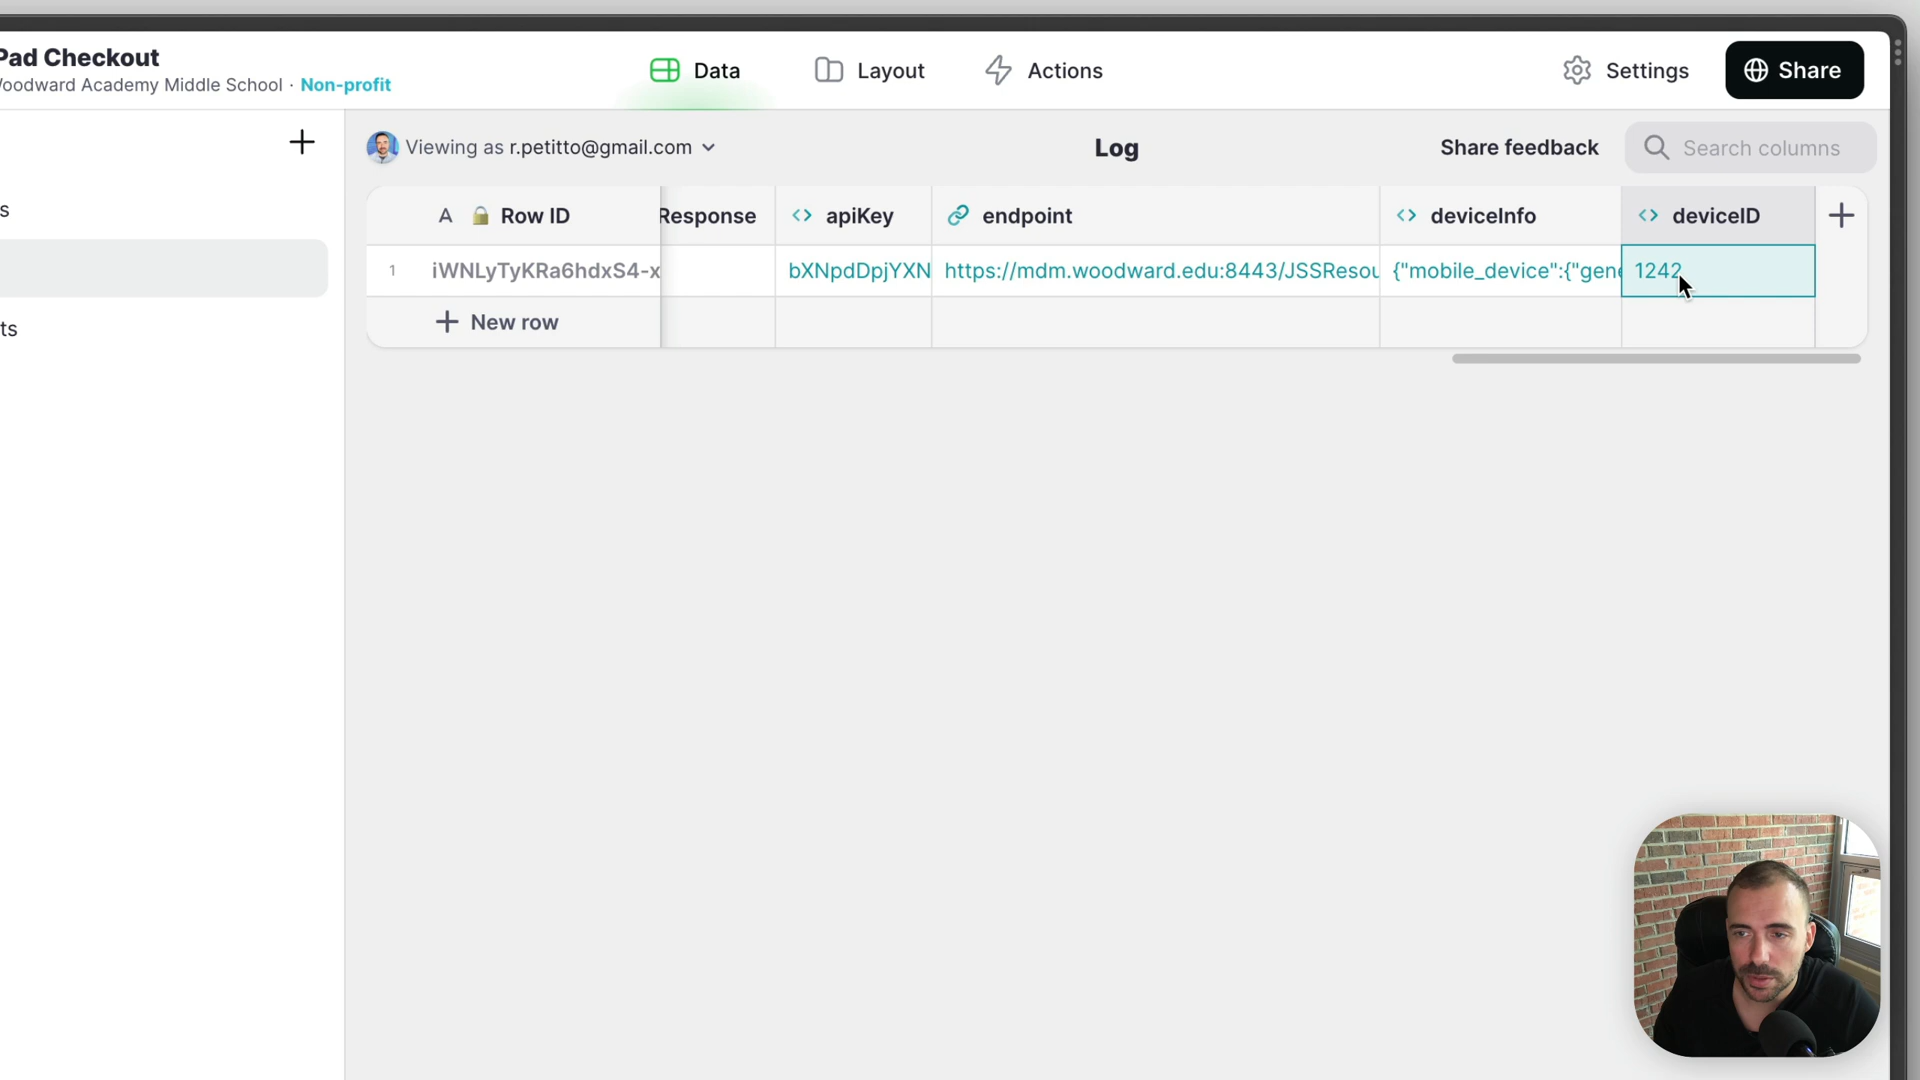 Pad Checkout
Woodward Academy Middle School · Non-profit
Data
Layout
Actions
Settings
Share
Viewing as r.petitto@gmail.com
Log
Share feedback
Search columns
A Row ID
Response
apiKey
endpoint
deviceInfo
deviceID
1
iWNLyTyKRa6hdxS4-x
bXNpdDpjYXN
https://mdm.woodward.edu:8443/JSSResou
{"mobile_device":{"gene
1242
New row
s
ts